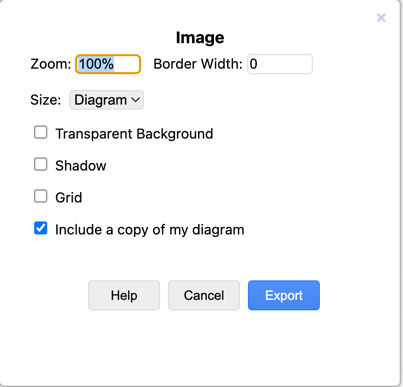 Image
Zoom: 100% Border Width: 0
Size: Diagram
Transparent Background
Shadow
Grid
Include a copy of my diagram
Help Cancel Export